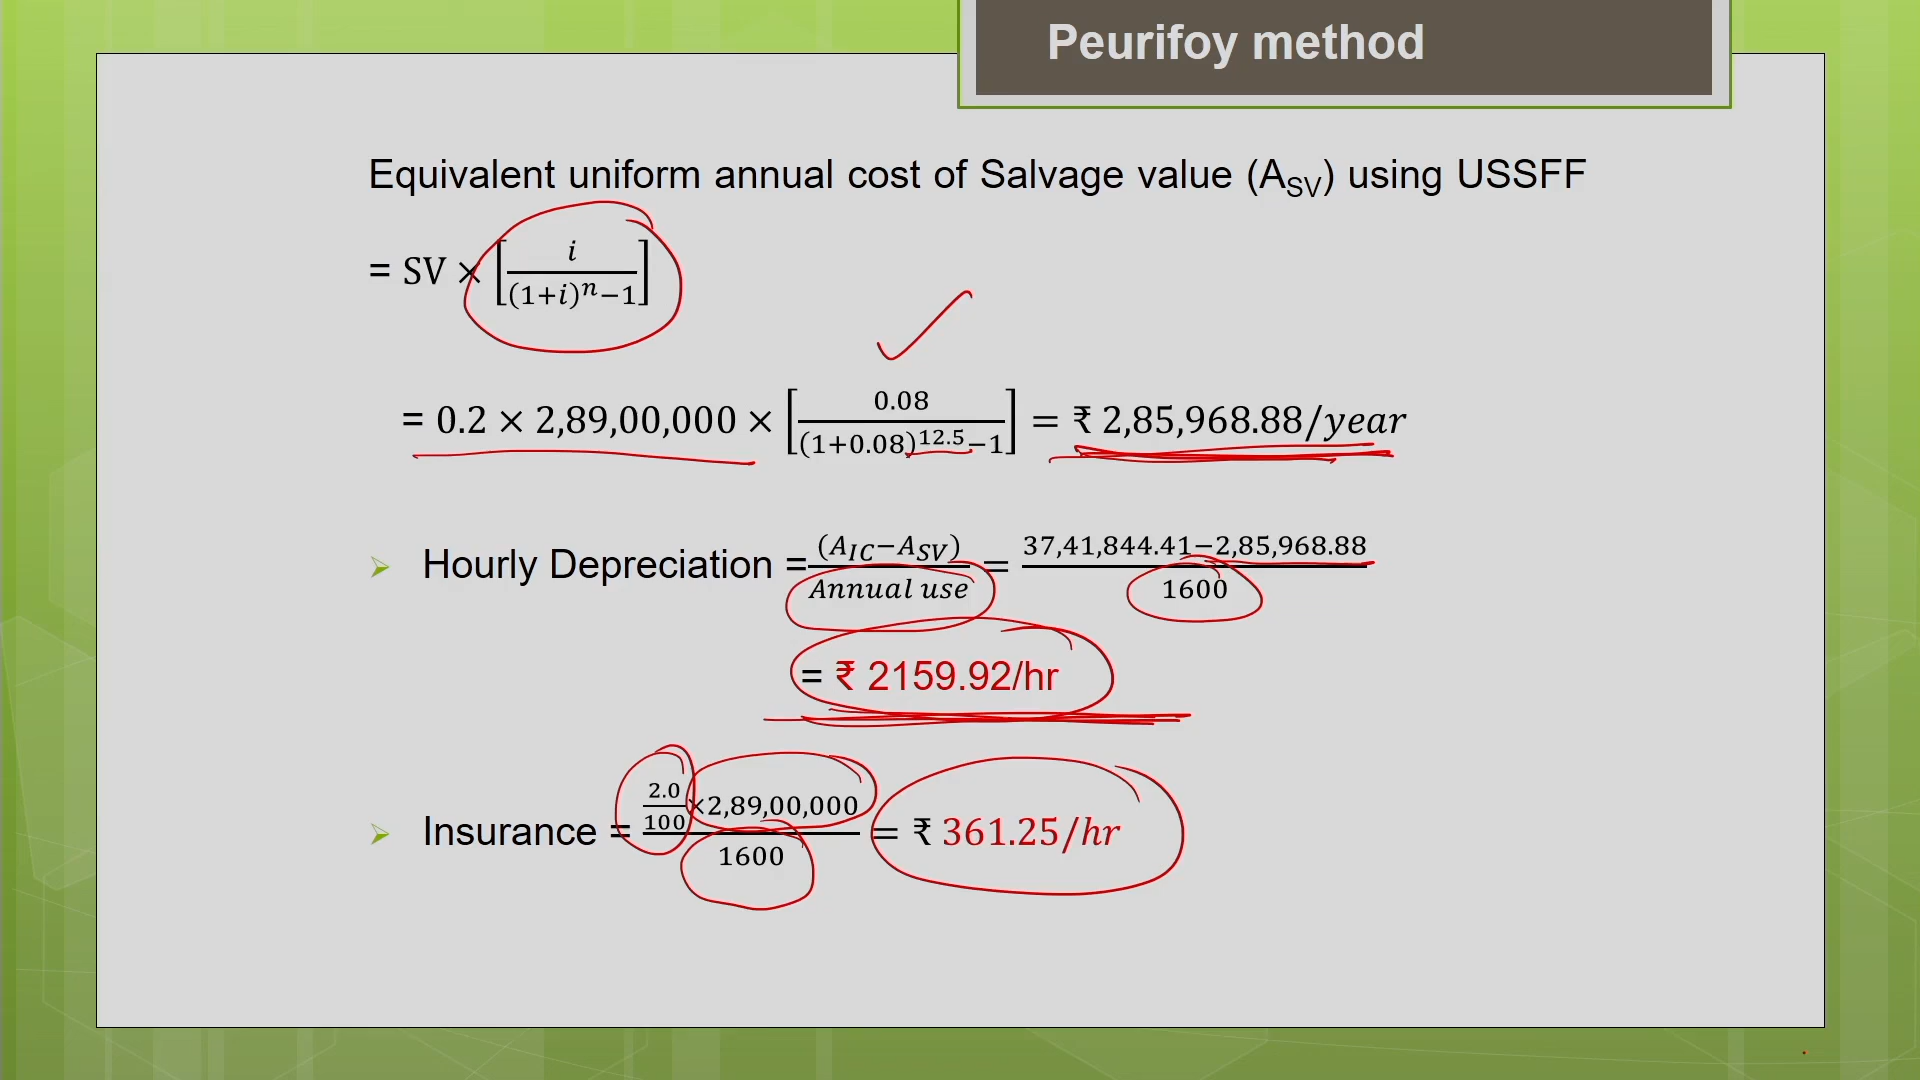 Peurifoy method
Equivalent uniform annual cost of Salvage value (A_SV) using USSFF
= SV × [i/((1+i)^n−1)]
= 0.2 × 2,89,00,000 × [0.08/((1+0.08)^12.5−1)] = ₹ 2,85,968.88/year
Hourly Depreciation = (A_IC−A_SV)/Annual use = 37,41,844.41−2,85,968.88/1600
= ₹ 2159.92/hr
Insurance = 2.0/100 ×2,89,00,000/1600 = ₹ 361.25/hr